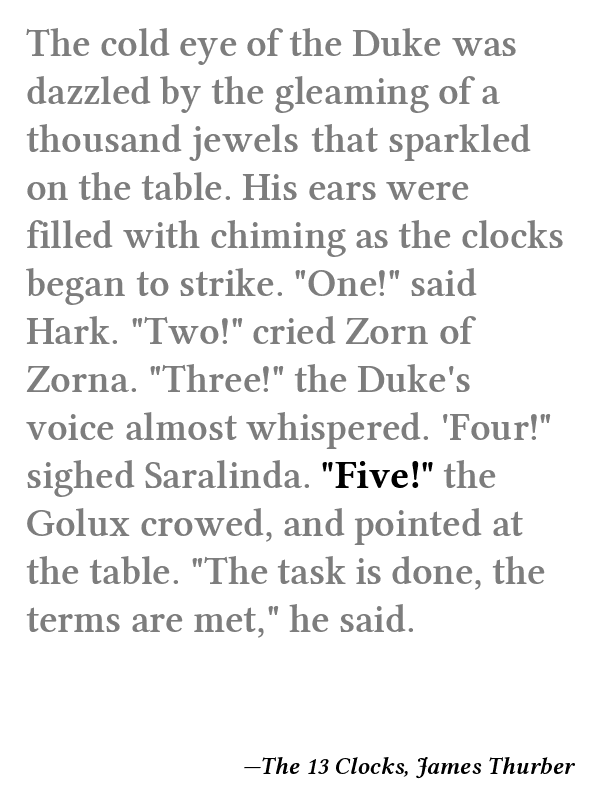 The cold eye of the Duke was
dazzled by the gleaming of a
thousand jewels that sparkled
on the table. His ears were
filled with chiming as the clocks
began to strike. "One!" said
Hark. "Two!" cried Zorn of
Zorna. "Three!" the Duke's
voice almost whispered. 'Four!"
sighed Saralinda. "Five!" the
Golux crowed, and pointed at
the table. "The task is done, the
terms are met," he said.
—The 13 Clocks, James Thurber